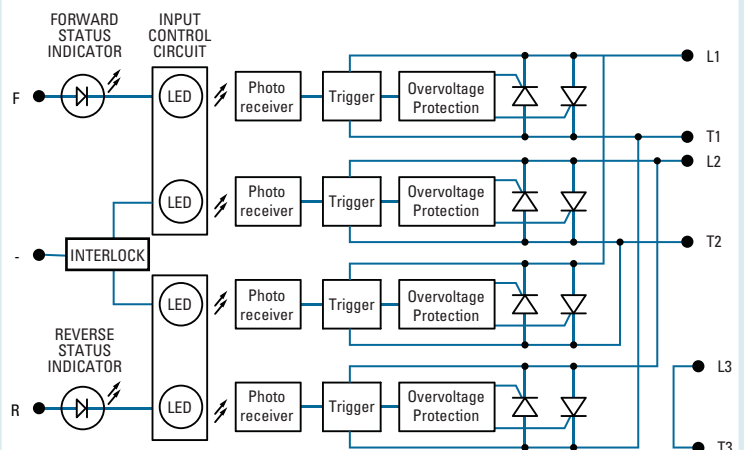 FORWARD
STATUS
INDICATOR
INPUT
CONTROL
CIRCUIT
F
LED
Photo
receiver
Trigger
Overvoltage
Protection
L1
T1
LED
Photo
receiver
Trigger
Overvoltage
Protection
L2
T2
-
INTERLOCK
LED
Photo
receiver
Trigger
Overvoltage
Protection
REVERSE
STATUS
INDICATOR
R
LED
Photo
receiver
Trigger
Overvoltage
Protection
L3
T3